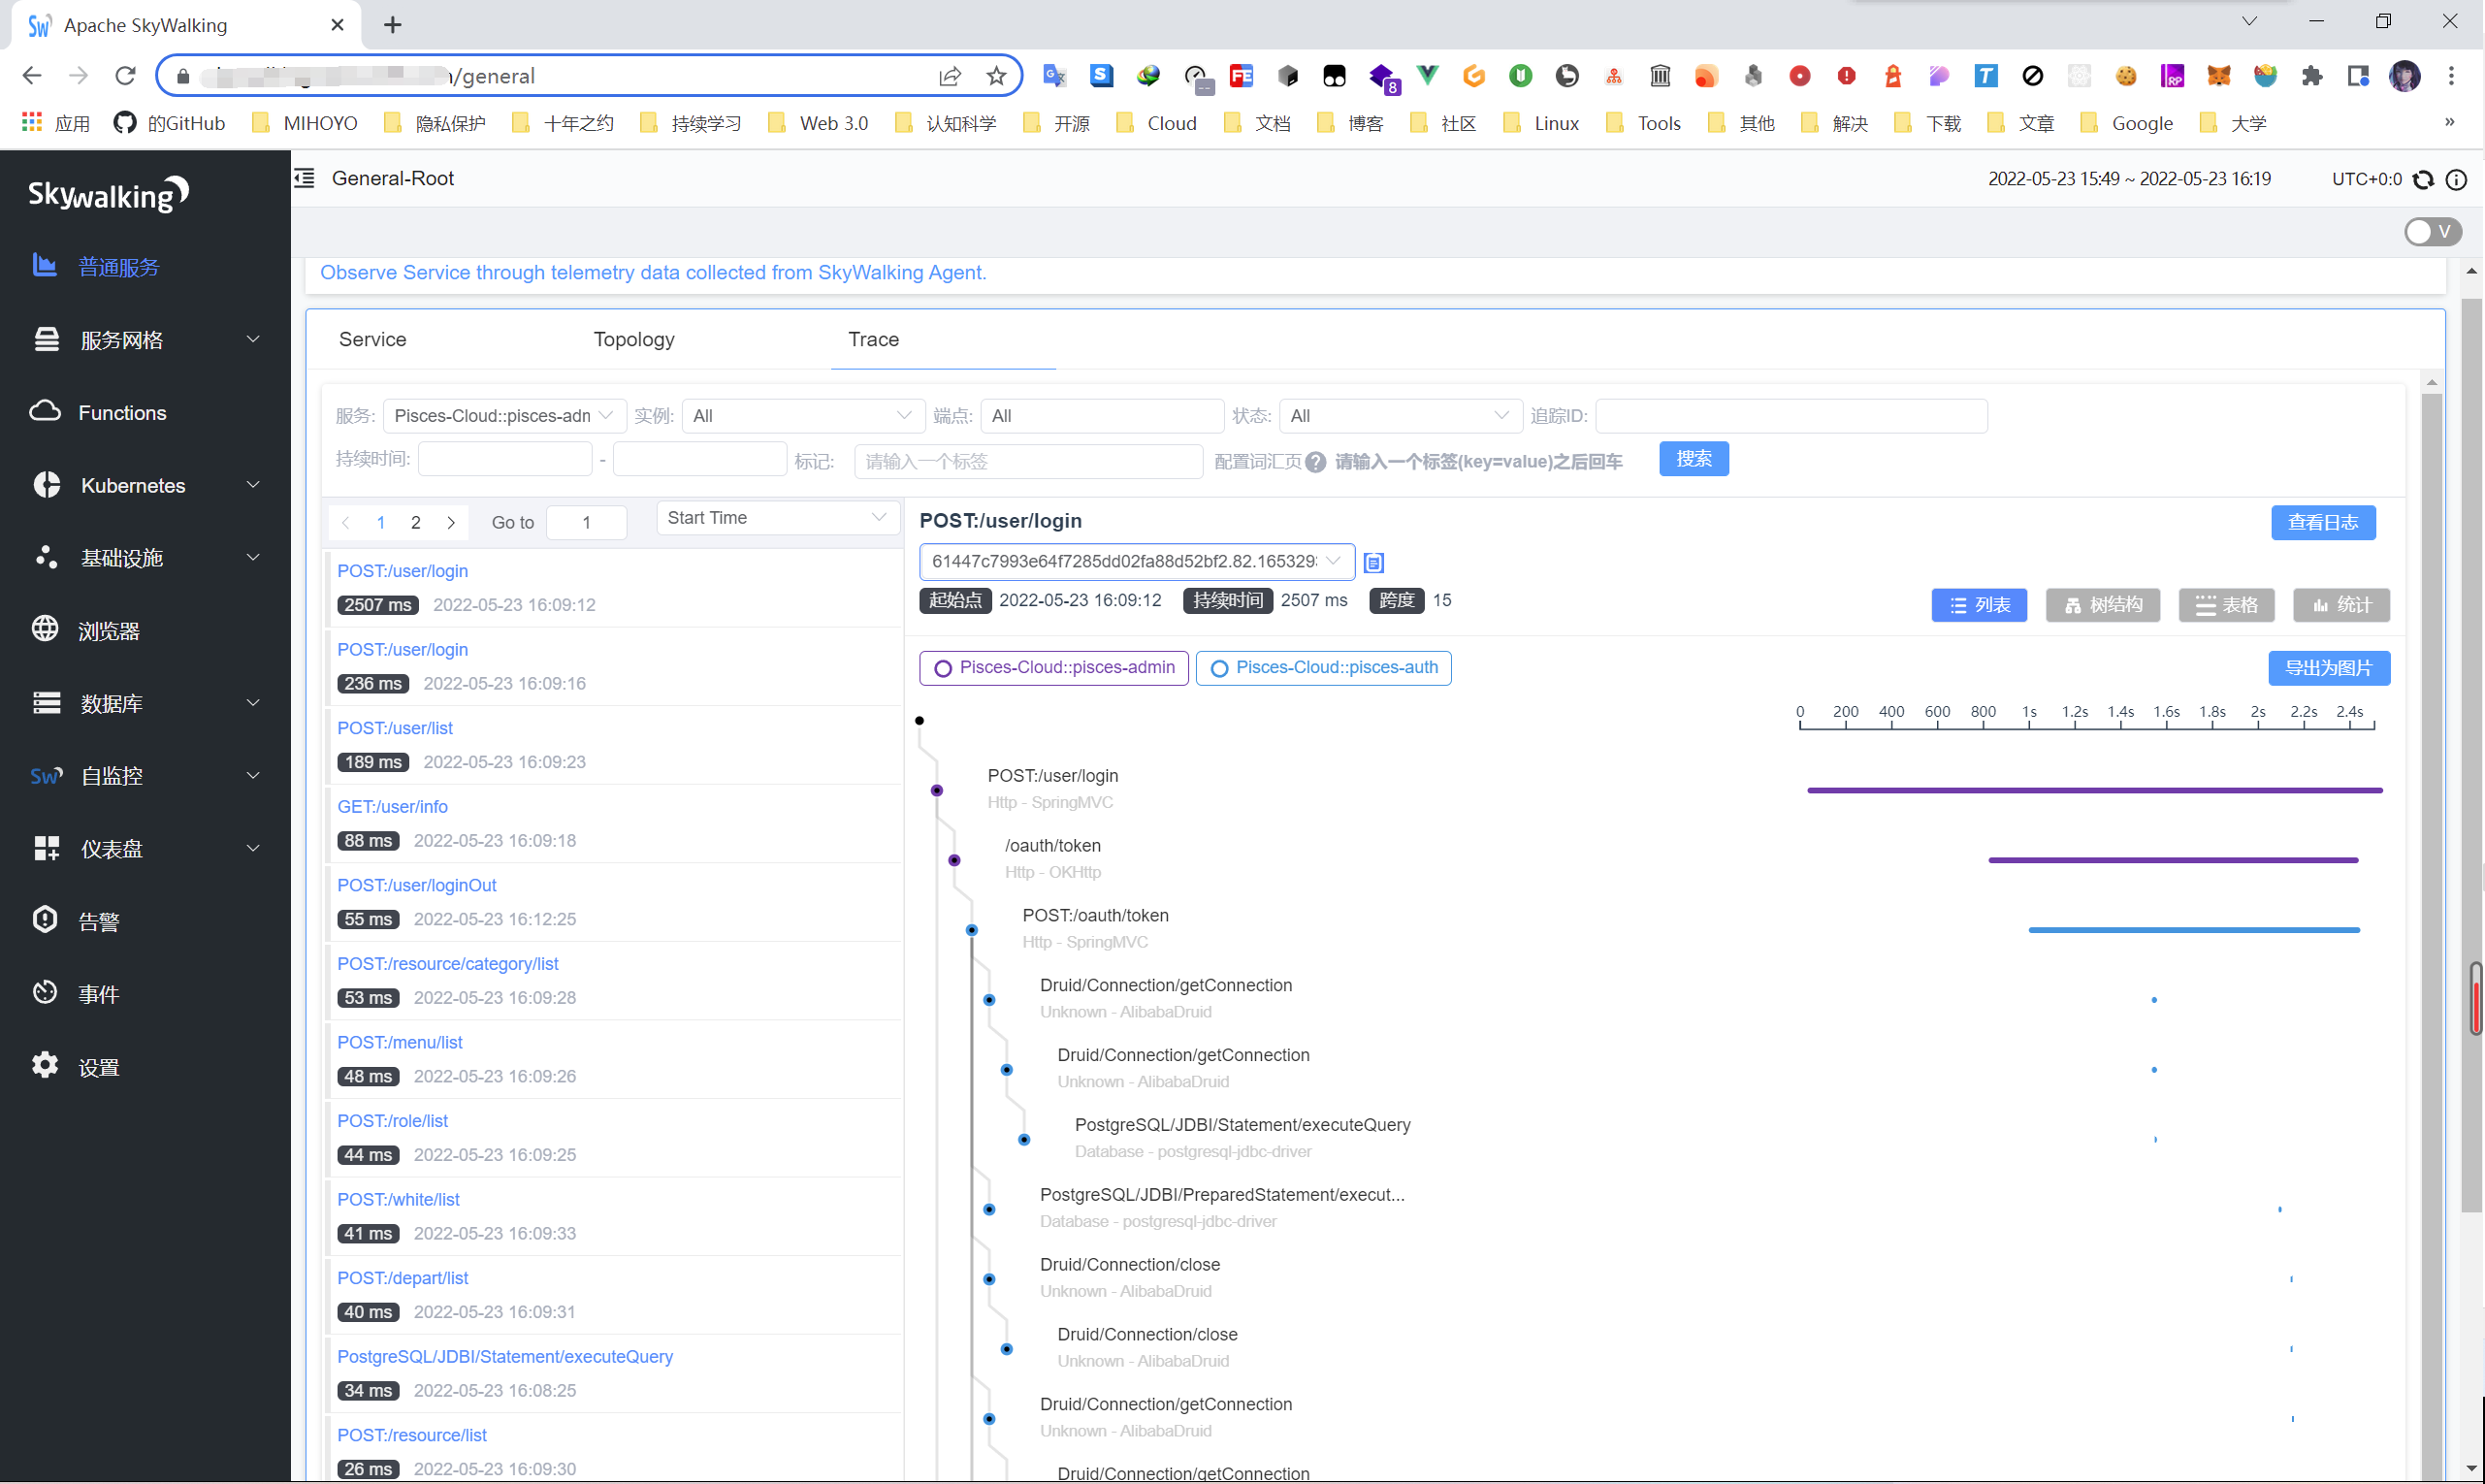 Apache SkyWalking
/general
应用
的GitHub
MIHOYO
隐私保护
十年之约
持续学习
Web 3.0
认知科学
开源
Cloud
文档
博客
社区
Linux
Tools
其他
解决
下载
文章
Google
大学
»
Skywalking
General-Root
2022-05-23 15:49 ~ 2022-05-23 16:19
UTC+0:0
V
普通服务
服务网格
Functions
Kubernetes
基础设施
浏览器
数据库
自监控
仪表盘
告警
事件
设置
Observe Service through telemetry data collected from SkyWalking Agent.
Service
Topology
Trace
服务: Pisces-Cloud::pisces-adn 实例: All 端点: All 状态: All 追踪ID:
持续时间: - 标记: 请输入一个标签 配置词汇页 ? 请输入一个标签(key=value)之后回车 搜索
1 2 Go to 1 Start Time
POST:/user/login
2507 ms 2022-05-23 16:09:12
POST:/user/login
236 ms 2022-05-23 16:09:16
POST:/user/list
189 ms 2022-05-23 16:09:23
GET:/user/info
88 ms 2022-05-23 16:09:18
POST:/user/loginOut
55 ms 2022-05-23 16:12:25
POST:/resource/category/list
53 ms 2022-05-23 16:09:28
POST:/menu/list
48 ms 2022-05-23 16:09:26
POST:/role/list
44 ms 2022-05-23 16:09:25
POST:/white/list
41 ms 2022-05-23 16:09:33
POST:/depart/list
40 ms 2022-05-23 16:09:31
PostgreSQL/JDBI/Statement/executeQuery
34 ms 2022-05-23 16:08:25
POST:/resource/list
26 ms 2022-05-23 16:09:30
POST:/user/login
查看日志
61447c7993e64f7285dd02fa88d52bf2.82.165329
起始点 2022-05-23 16:09:12 持续时间 2507 ms 跨度 15
列表 树结构 表格 统计
Pisces-Cloud::pisces-admin Pisces-Cloud::pisces-auth
导出为图片
0 200 400 600 800 1s 1.2s 1.4s 1.6s 1.8s 2s 2.2s 2.4s
POST:/user/login
Http - SpringMVC
/oauth/token
Http - OKHttp
POST:/oauth/token
Http - SpringMVC
Druid/Connection/getConnection
Unknown - AlibabaDruid
Druid/Connection/getConnection
Unknown - AlibabaDruid
PostgreSQL/JDBI/Statement/executeQuery
Database - postgresql-jdbc-driver
PostgreSQL/JDBI/PreparedStatement/execut...
Database - postgresql-jdbc-driver
Druid/Connection/close
Unknown - AlibabaDruid
Druid/Connection/close
Unknown - AlibabaDruid
Druid/Connection/getConnection
Unknown - AlibabaDruid
Druid/Connection/getConnection